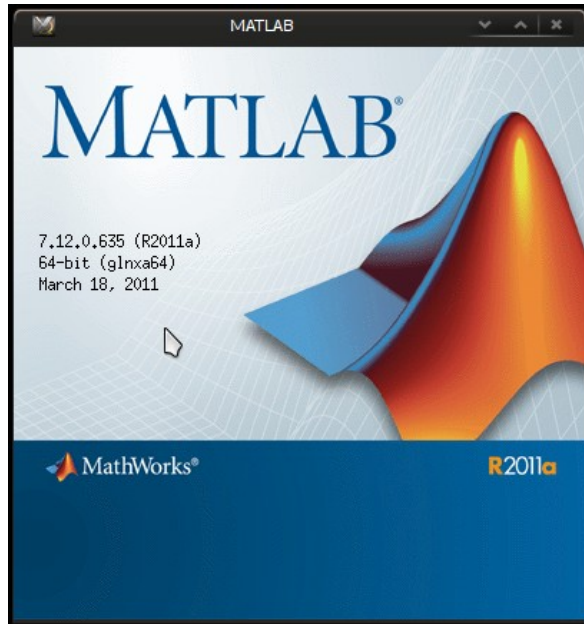 MATLAB
MATLAB®
7.12.0.635 (R2011a)
64-bit (glnxa64)
March 18, 2011
MathWorks®
R2011a